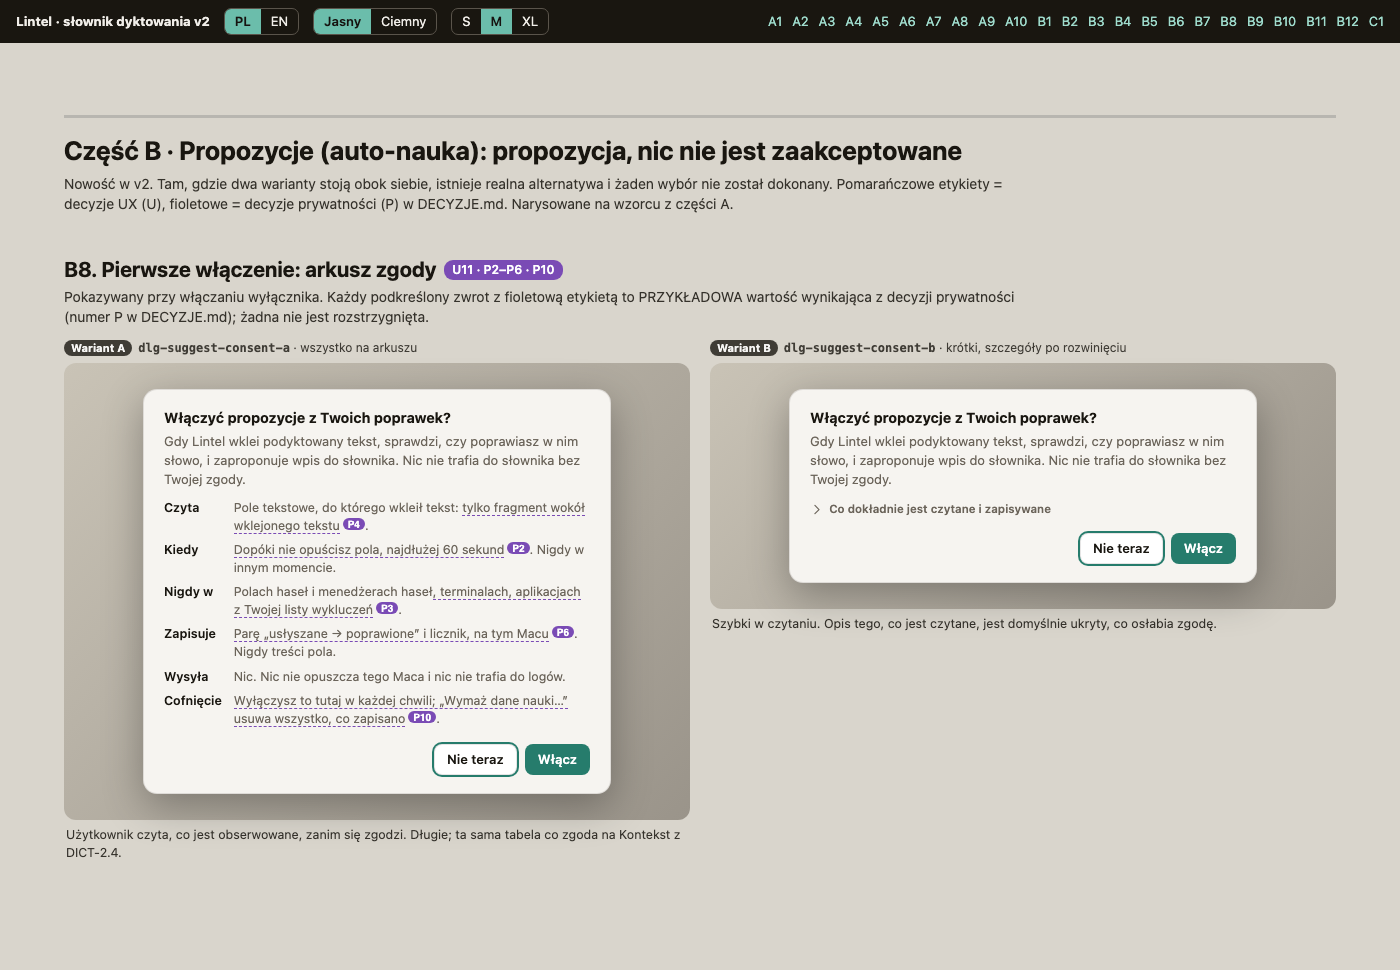 Lintel · słownik dyktowania v2 PL EN Jasny Ciemny S M XL A1 A2 A3 A4 A5 A6 A7 A8 A9 A10 B1 B2 B3 B4 B5 B6 B7 B8 B9 B10 B11 B12 C1
Część B · Propozycje (auto-nauka): propozycja, nic nie jest zaakceptowane
Nowość w v2. Tam, gdzie dwa warianty stoją obok siebie, istnieje realna alternatywa i żaden wybór nie został dokonany. Pomarańczowe etykiety =
decyzje UX (U), fioletowe = decyzje prywatności (P) w DECYZJE.md. Narysowane na wzorcu z części A.
B8. Pierwsze włączenie: arkusz zgody U11 · P2–P6 · P10
Pokazywany przy włączaniu wyłącznika. Każdy podkreślony zwrot z fioletową etykietą to PRZYKŁADOWA wartość wynikająca z decyzji prywatności
(numer P w DECYZJE.md); żadna nie jest rozstrzygnięta.
Wariant A dlg-suggest-consent-a · wszystko na arkuszu
Włączyć propozycje z Twoich poprawek?
Gdy Lintel wklei podyktowany tekst, sprawdzi, czy poprawiasz w nim
słowo, i zaproponuje wpis do słownika. Nic nie trafia do słownika bez
Twojej zgody.
Czyta Pole tekstowe, do którego wkleił tekst: tylko fragment wokół
wklejonego tekstu P4.
Kiedy Dopóki nie opuścisz pola, najdłużej 60 sekund P2. Nigdy w
innym momencie.
Nigdy w Polach haseł i menedżerach haseł, terminalach, aplikacjach
z Twojej listy wykluczeń P3.
Zapisuje Parę „usłyszane → poprawione” i licznik, na tym Macu P6.
Nigdy treści pola.
Wysyła Nic. Nic nie opuszcza tego Maca i nic nie trafia do logów.
Cofnięcie Wyłączysz to tutaj w każdej chwili; „Wymaż dane nauki…”
usuwa wszystko, co zapisano P10.
Nie teraz Włącz
Użytkownik czyta, co jest obserwowane, zanim się zgodzi. Długie; ta sama tabela co zgoda na Kontekst z
DICT-2.4.
Wariant B dlg-suggest-consent-b · krótki, szczegóły po rozwinięciu
Włączyć propozycje z Twoich poprawek?
Gdy Lintel wklei podyktowany tekst, sprawdzi, czy poprawiasz w nim
słowo, i zaproponuje wpis do słownika. Nic nie trafia do słownika bez
Twojej zgody.
Co dokładnie jest czytane i zapisywane
Nie teraz Włącz
Szybki w czytaniu. Opis tego, co jest czytane, jest domyślnie ukryty, co osłabia zgodę.